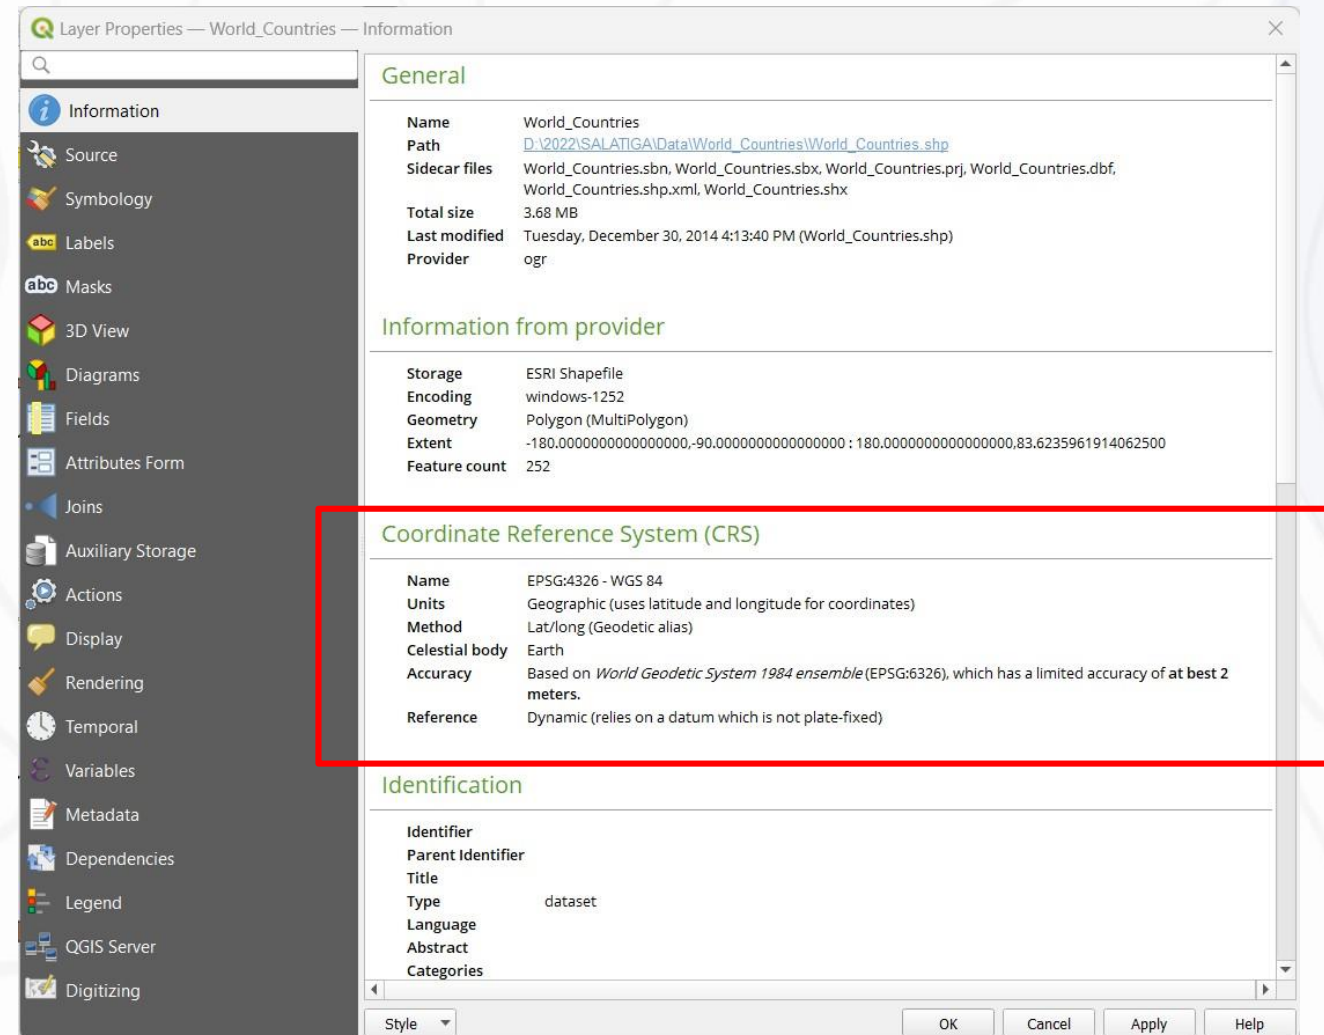 Layer Properties — World_Countries — Information
Information
Source
Symbology
abc Labels
abc Masks
3D View
Diagrams
Fields
Attributes Form
Joins
Auxiliary Storage
Actions
Display
Rendering
Temporal
Variables
Metadata
Dependencies
Legend
QGIS Server
Digitizing
General
Name World_Countries
Path D:\2022\SALATIGA\Data\World_Countries\World_Countries.shp
Sidecar files World_Countries.sbn, World_Countries.sbx, World_Countries.prj, World_Countries.dbf,
World_Countries.shp.xml, World_Countries.shx
Total size 3.68 MB
Last modified Tuesday, December 30, 2014 4:13:40 PM (World_Countries.shp)
Provider ogr
Information from provider
Storage ESRI Shapefile
Encoding windows-1252
Geometry Polygon (MultiPolygon)
Extent -180.0000000000000000,-90.0000000000000000 : 180.0000000000000000,83.6235961914062500
Feature count 252
Coordinate Reference System (CRS)
Name EPSG:4326 - WGS 84
Units Geographic (uses latitude and longitude for coordinates)
Method Lat/long (Geodetic alias)
Celestial body Earth
Accuracy Based on World Geodetic System 1984 ensemble (EPSG:6326), which has a limited accuracy of at best 2
meters.
Reference Dynamic (relies on a datum which is not plate-fixed)
Identification
Identifier
Parent Identifier
Title
Type dataset
Language
Abstract
Categories
Style OK Cancel Apply Help